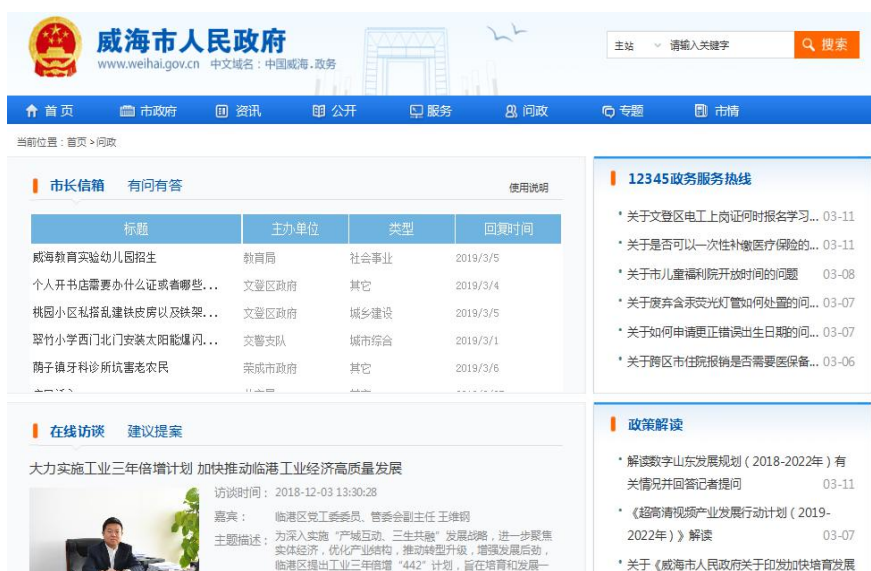 威海市人民政府
www.weihai.gov.cn 中文域名：中国威海.政务
主站 请输入关键字 搜索
首页 市政府 资讯 公开 服务 问政 专题 市情
当前位置：首页 > 问政
市长信箱 有问有答 使用说明
标题 主办单位 类型 回复时间
威海教育实验幼儿园招生 教育局 社会事业 2019/3/5
个人开书店需要办什么证或者哪些... 文登区政府 其它 2019/3/4
桃园小区私搭乱建铁皮房以及铁架... 文登区政府 城乡建设 2019/3/5
翠竹小学西门北门安装太阳能爆闪... 交警支队 城市综合 2019/3/1
荫子镇牙科诊所坑害老农民 荣成市政府 其它 2019/3/6
12345政务服务热线
关于文登区电工上岗证何时报名学习... 03-11
关于是否可以一次性补缴医疗保险的... 03-11
关于市儿童福利院开放时间的问题 03-08
关于废弃含汞荧光灯管如何处置的问... 03-07
关于如何申请更正错误出生日期的问... 03-07
关于跨区市住院报销是否需要医保备... 03-06
在线访谈 建议提案
大力实施工业三年倍增计划 加快推动临港工业经济高质量发展
访谈时间： 2018-12-03 13:30:28
嘉宾： 临港区党工委委员、管委会副主任 王维钢
主题描述： 为深入实施“产城互动、三生共融”发展战略，进一步聚焦
实体经济，优化产业结构，推动转型升级，增强发展后劲，
临港区提出工业三年倍增“442”计划，旨在培育和发展一
政策解读
解读数字山东发展规划（2018-2022年）有
关情况并回答记者提问 03-11
《超高清视频产业发展行动计划（2019-
2022年）》解读 03-07
关于《威海市人民政府关于印发加快培育发展